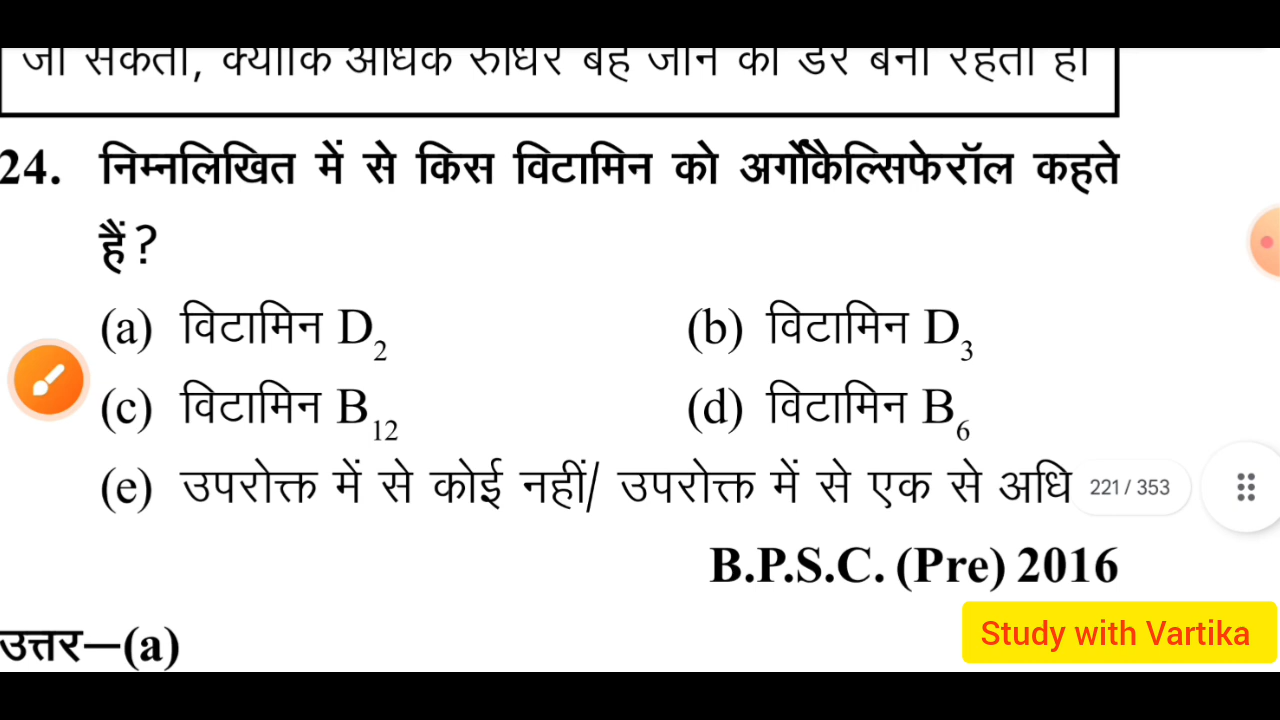 जा सकता, क्योंकि अधिक रुधिर बह जाने का डर बना रहता है।
24. निम्नलिखित में से किस विटामिन को अर्गोकैल्सिफेरॉल कहते
हैं ?
(a) विटामिन D₂ (b) विटामिन D₃
(c) विटामिन B₁₂ (d) विटामिन B₆
(e) उपरोक्त में से कोई नहीं/ उपरोक्त में से एक से अधि
221 / 353
B.P.S.C. (Pre) 2016
उत्तर—(a)
Study with Vartika